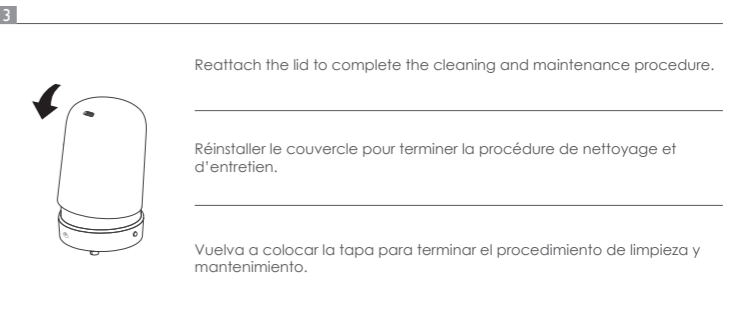 3
Reattach the lid to complete the cleaning and maintenance procedure.
Réinstaller le couvercle pour terminer la procédure de nettoyage et
d'entretien.
Vuelva a colocar la tapa para terminar el procedimiento de limpieza y
mantenimiento.